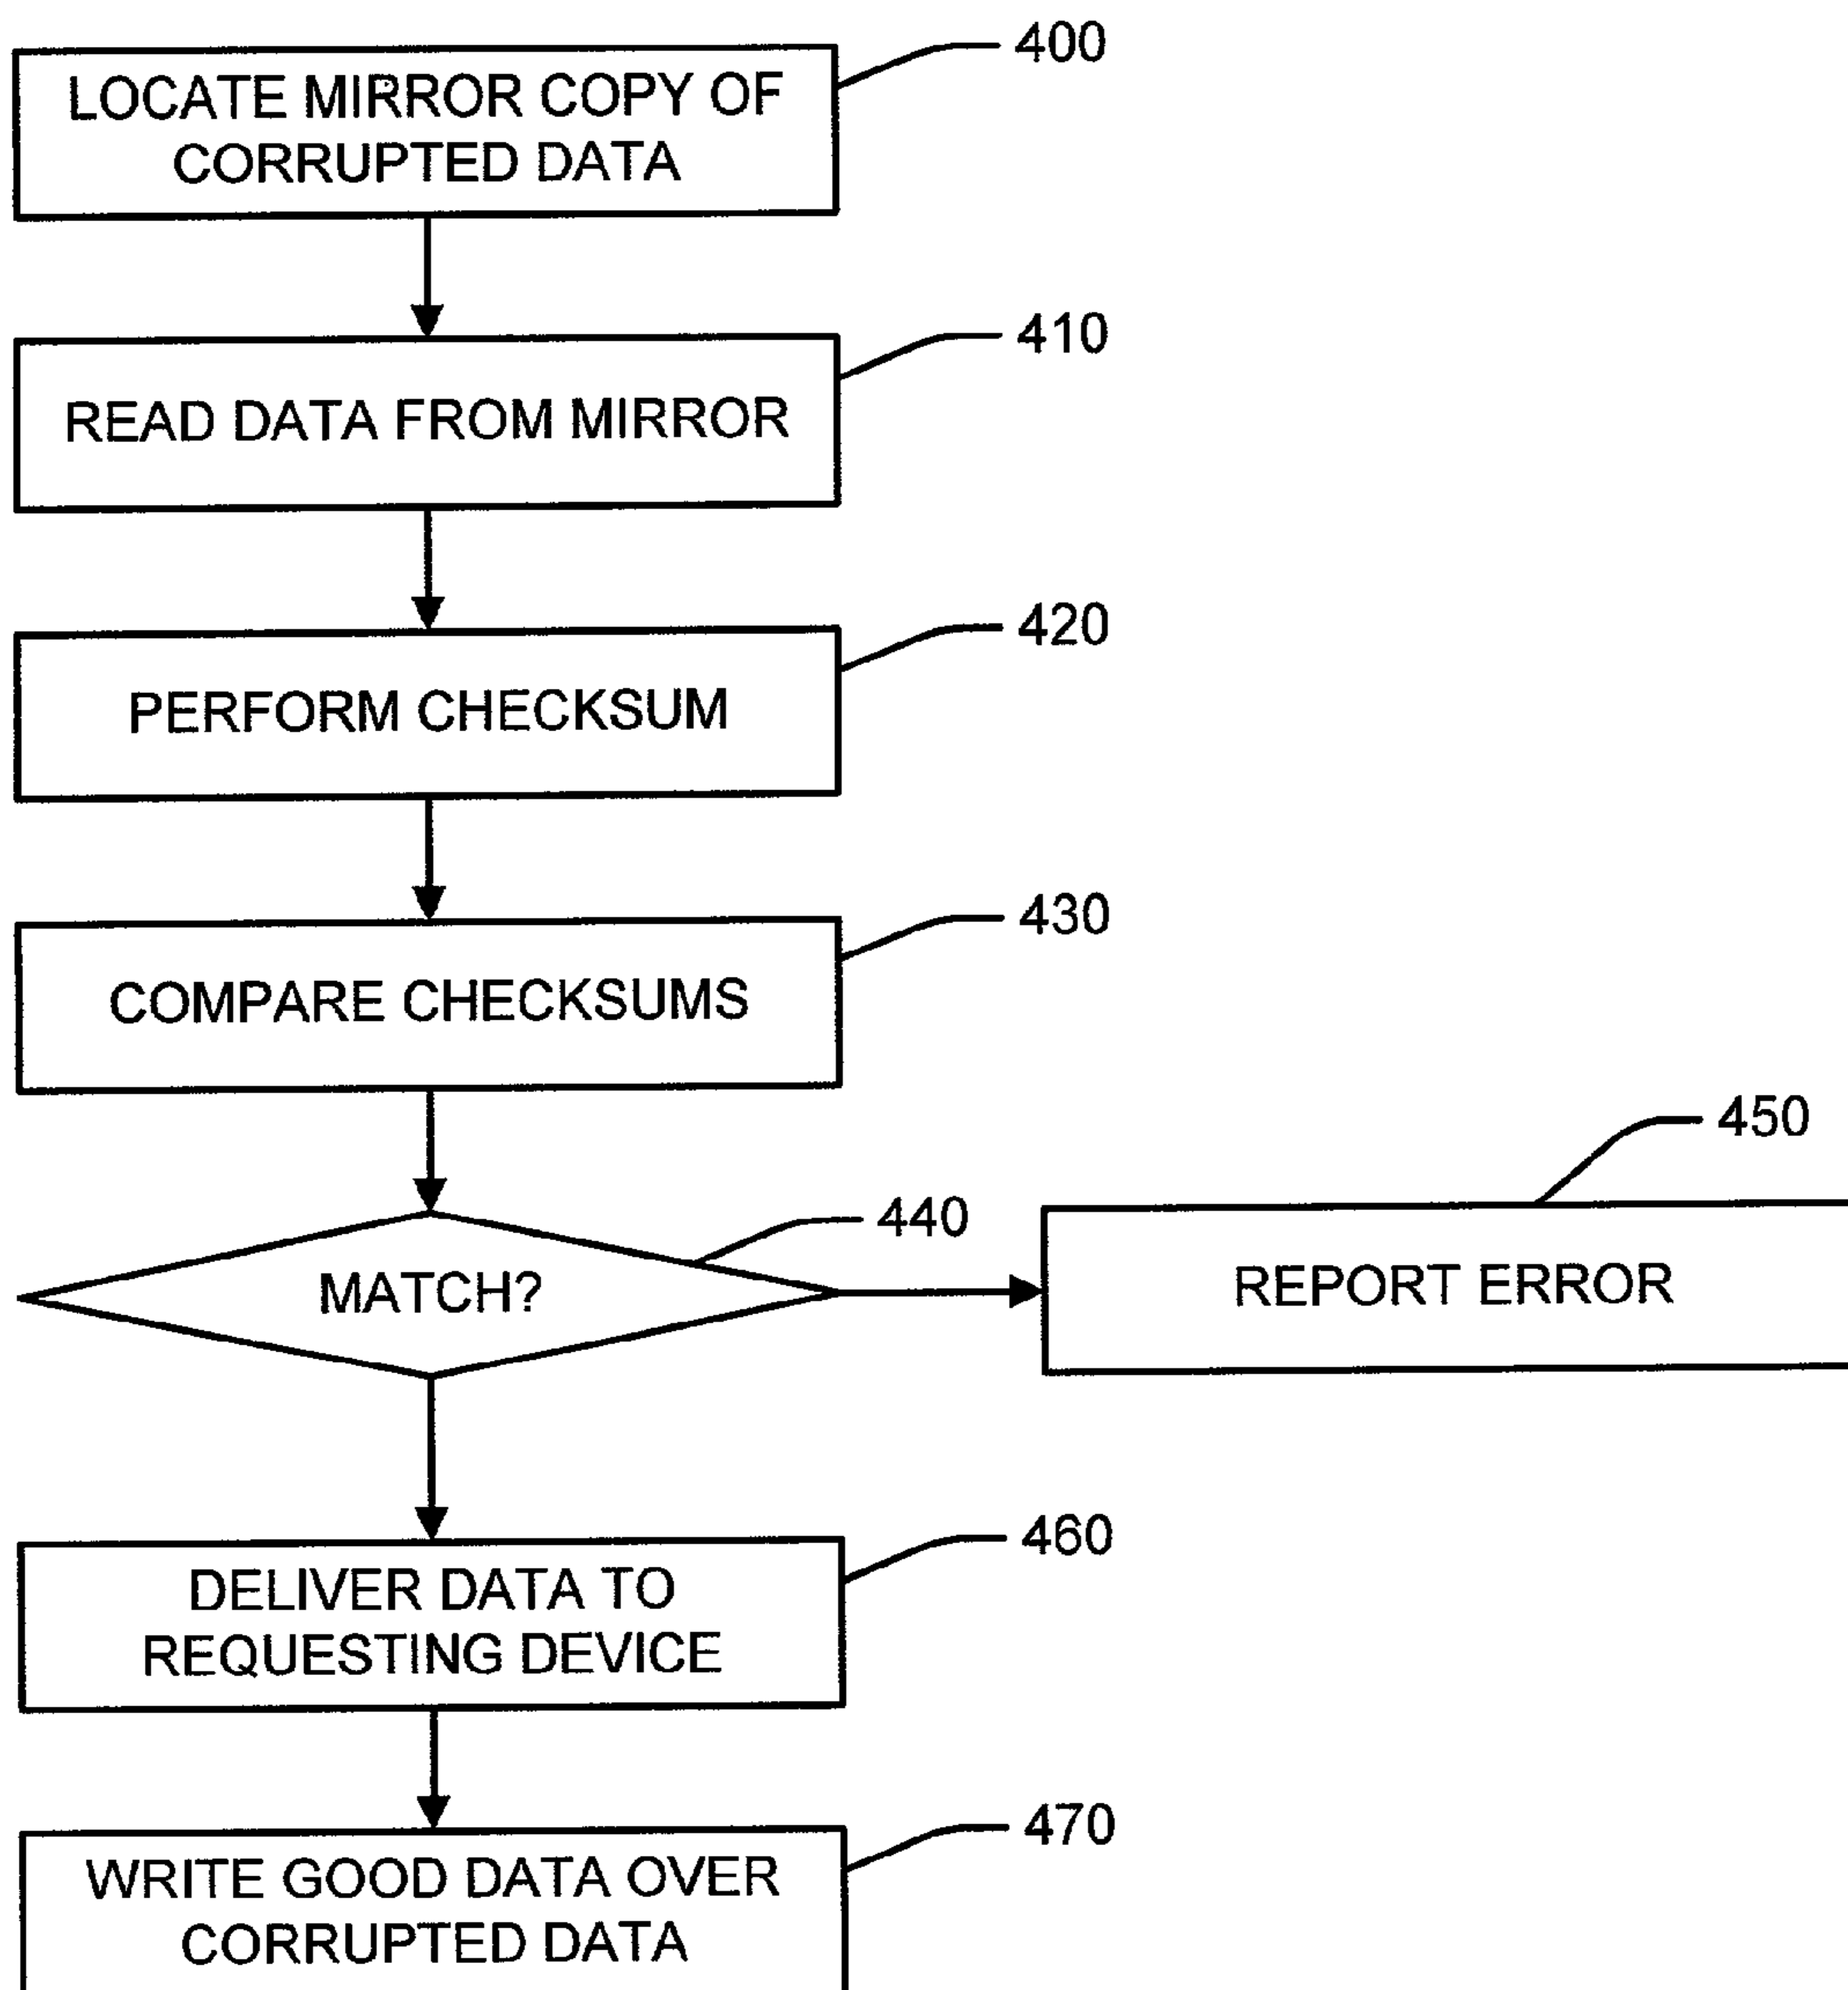 400
LOCATE MIRROR COPY OF
CORRUPTED DATA
410
READ DATA FROM MIRROR
420
PERFORM CHECKSUM
430
COMPARE CHECKSUMS
440
MATCH?
450
REPORT ERROR
460
DELIVER DATA TO
REQUESTING DEVICE
470
WRITE GOOD DATA OVER
CORRUPTED DATA